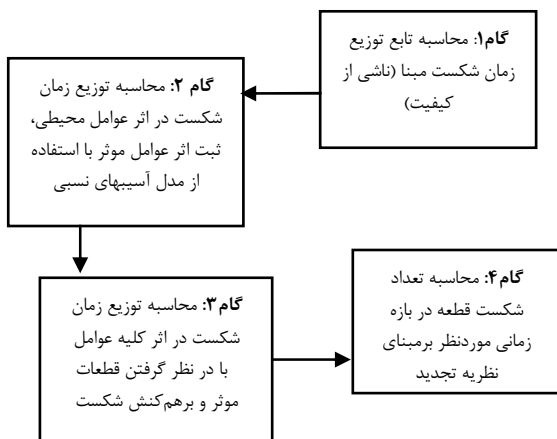 گام۱: محاسبه تابع توزیع
زمان شکست مبنا (ناشی از
کیفیت)
گام ۲: محاسبه توزیع زمان
شکست در اثر عوامل محیطی،
ثبت اثر عوامل موثر با استفاده
از مدل آسیبهای نسبی
گام۳: محاسبه توزیع زمان
شکست در اثر کلیه عوامل
با در نظر گرفتن قطعات
موثر و برهم‌کنش شکست
گام۴: محاسبه تعداد
شکست قطعه در بازه
زمانی موردنظر برمبنای
نظریه تجدید